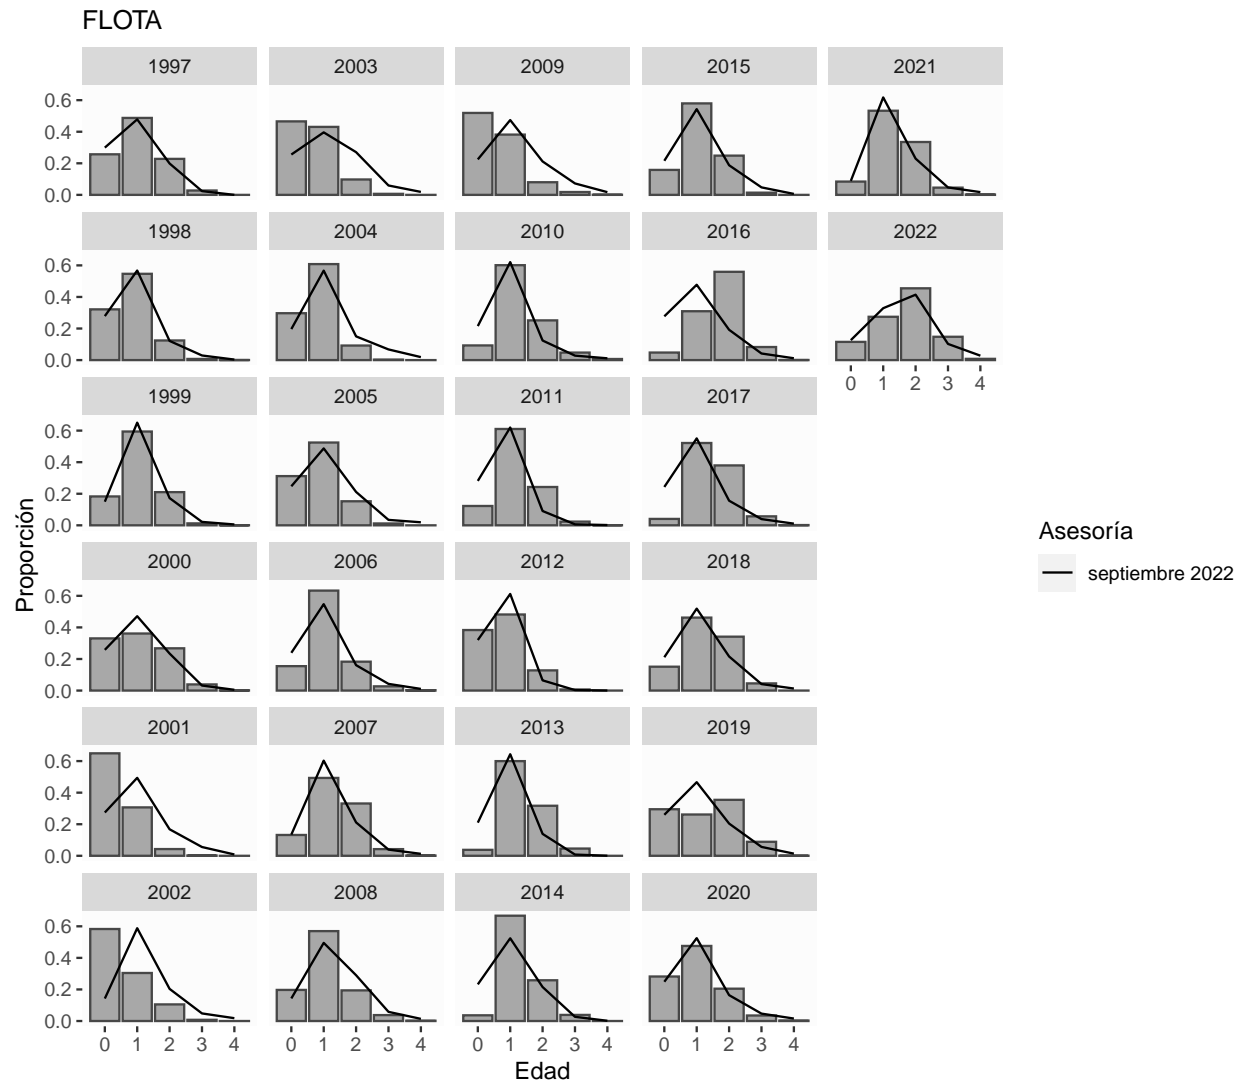 FLOTA
1997 2003 2009 2015 2021
0.6
0.4
0.2
0.0
1998 2004 2010 2016 2022
0.6
0.4
0.2
0.0
0 1 2 3 4
1999 2005 2011 2017
0.6
0.4
0.2
0.0
2000 2006 2012 2018
0.6
0.4
0.2
0.0
2001 2007 2013 2019
0.6
0.4
0.2
0.0
2002 2008 2014 2020
0.6
0.4
0.2
0.0
0 1 2 3 4 0 1 2 3 4 0 1 2 3 4 0 1 2 3 4
Edad
Proporción
Asesoría
septiembre 2022